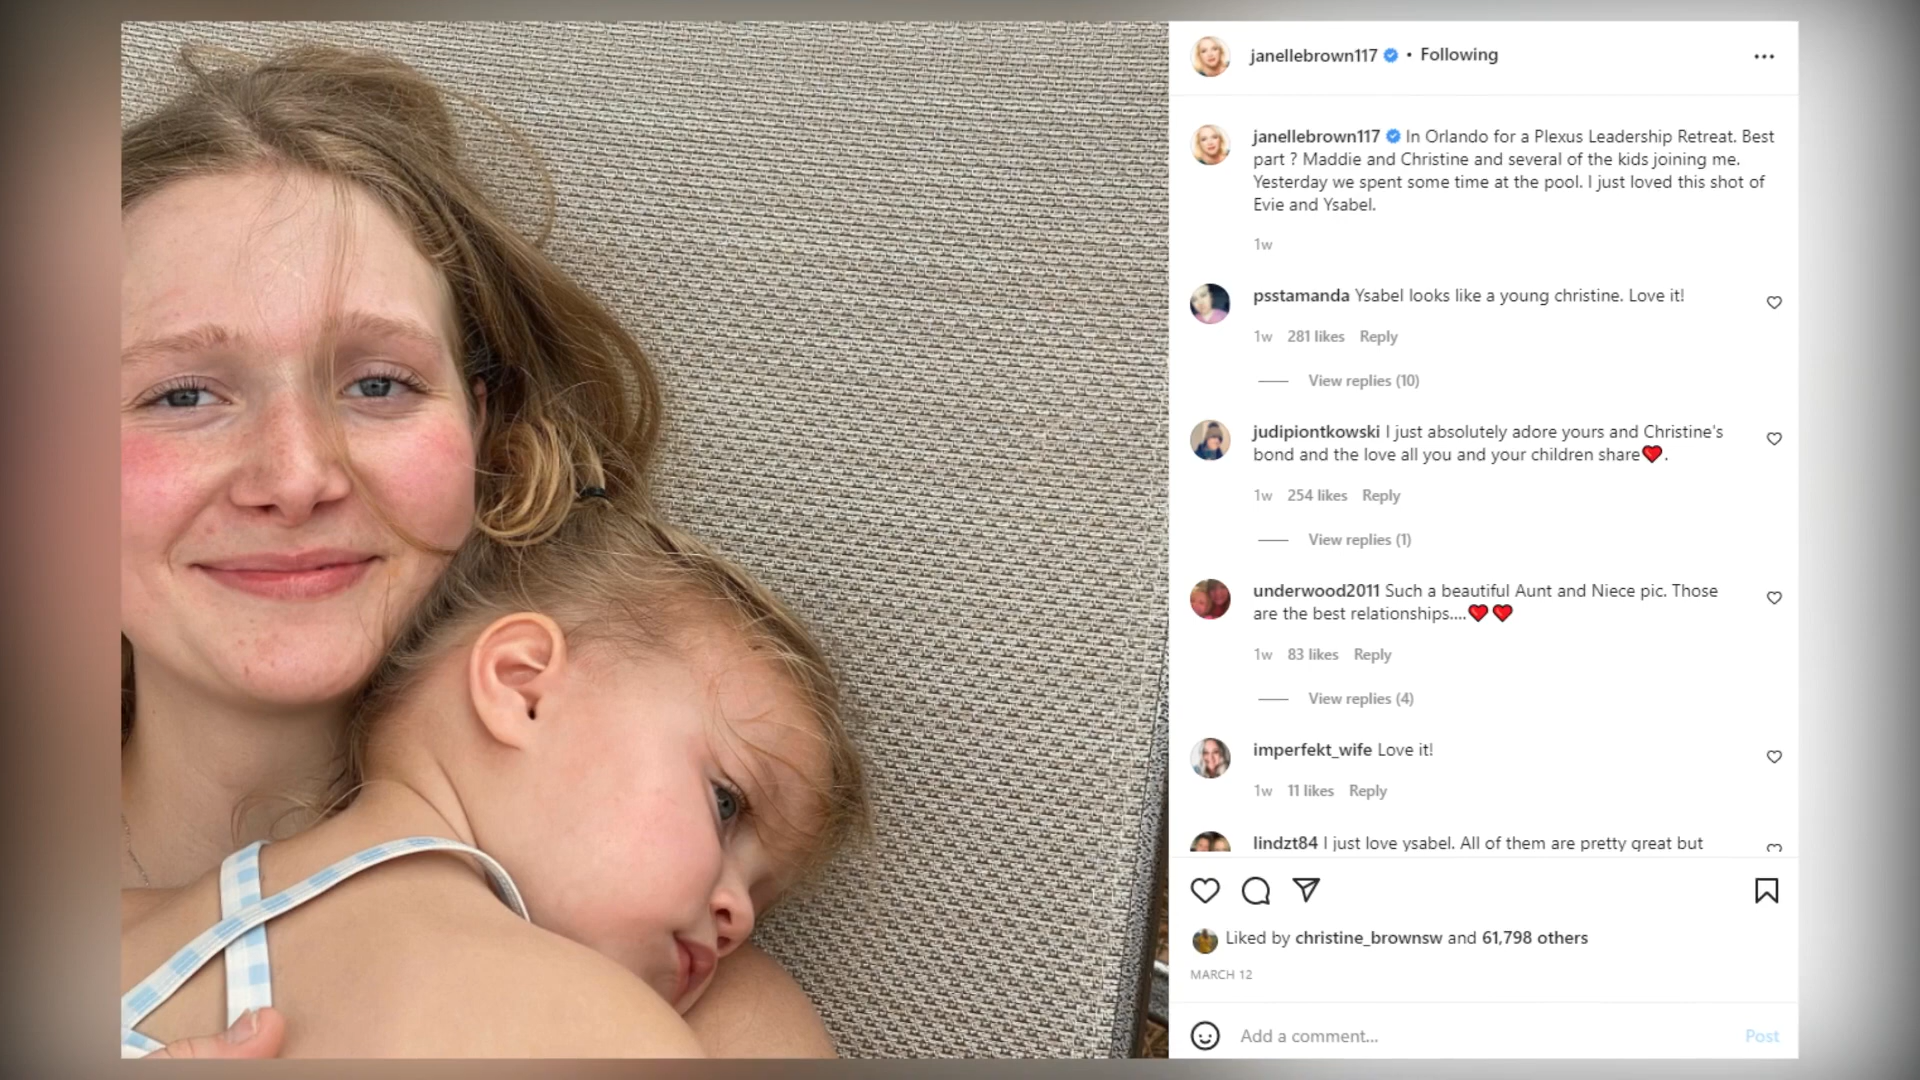 janellebrown117 • Following
janellebrown117 In Orlando for a Plexus Leadership Retreat. Best
part ? Maddie and Christine and several of the kids joining me.
Yesterday we spent some time at the pool. I just loved this shot of
Evie and Ysabel.
1w
psstamanda Ysabel looks like a young christine. Love it!
1w 281 likes Reply
View replies (10)
judipiontkowski I just absolutely adore yours and Christine's
bond and the love all you and your children share❤️.
1w 254 likes Reply
View replies (1)
underwood2011 Such a beautiful Aunt and Niece pic. Those
are the best relationships....❤️❤️
1w 83 likes Reply
View replies (4)
imperfekt_wife Love it!
1w 11 likes Reply
lindzt84 I just love ysabel. All of them are pretty great but
Liked by christine_brownsw and 61,798 others
MARCH 12
Add a comment... Post